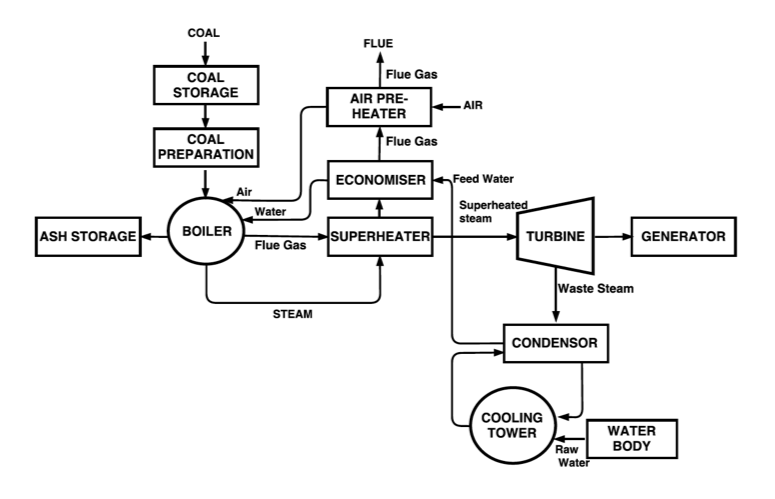 COAL
COAL
STORAGE
COAL
PREPARATION
FLUE
Flue Gas
AIR PRE-
HEATER
AIR
Flue Gas
ECONOMISER
Feed Water
Air
Water
BOILER
ASH STORAGE
Flue Gas
SUPERHEATER
Superheated
steam
TURBINE
GENERATOR
STEAM
Waste Steam
CONDENSOR
COOLING
TOWER
WATER
BODY
Raw
Water